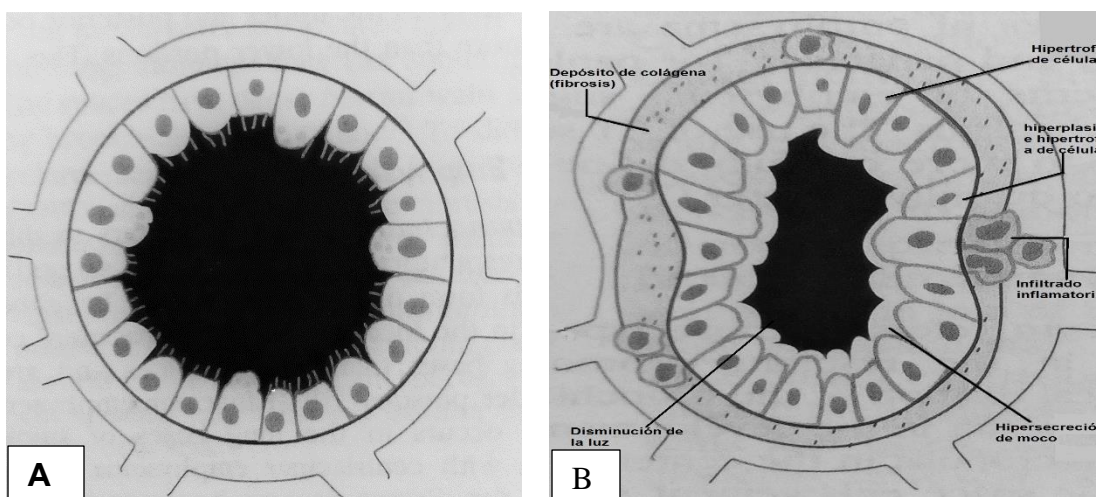 Depósito de colágena
(fibrosis)
Hipertrof
de célula
hiperplasi
e hipertrof
a de célula
Infiltrado
inflamatori
Disminución de
la luz
Hipersecreció
de moco
A
B